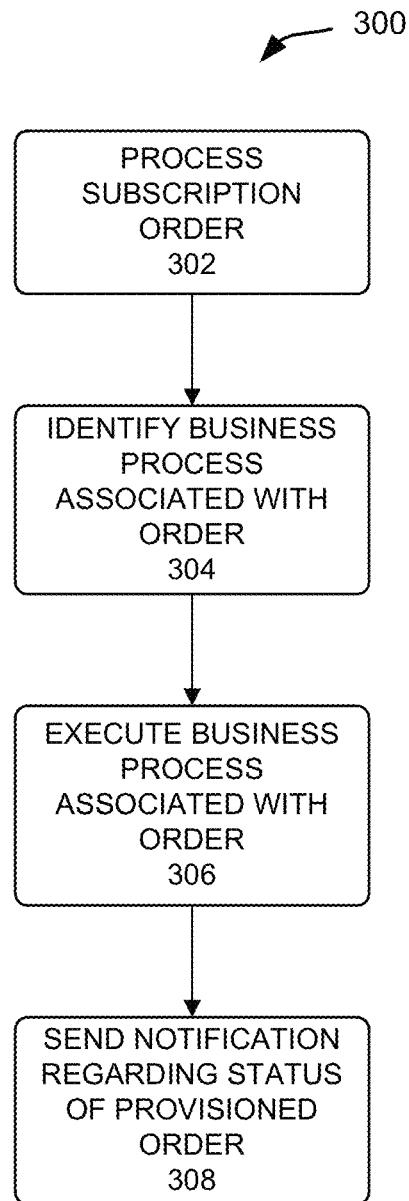 300
PROCESS
SUBSCRIPTION
ORDER
302
IDENTIFY BUSINESS
PROCESS
ASSOCIATED WITH
ORDER
304
EXECUTE BUSINESS
PROCESS
ASSOCIATED WITH
ORDER
306
SEND NOTIFICATION
REGARDING STATUS
OF PROVISIONED
ORDER
308